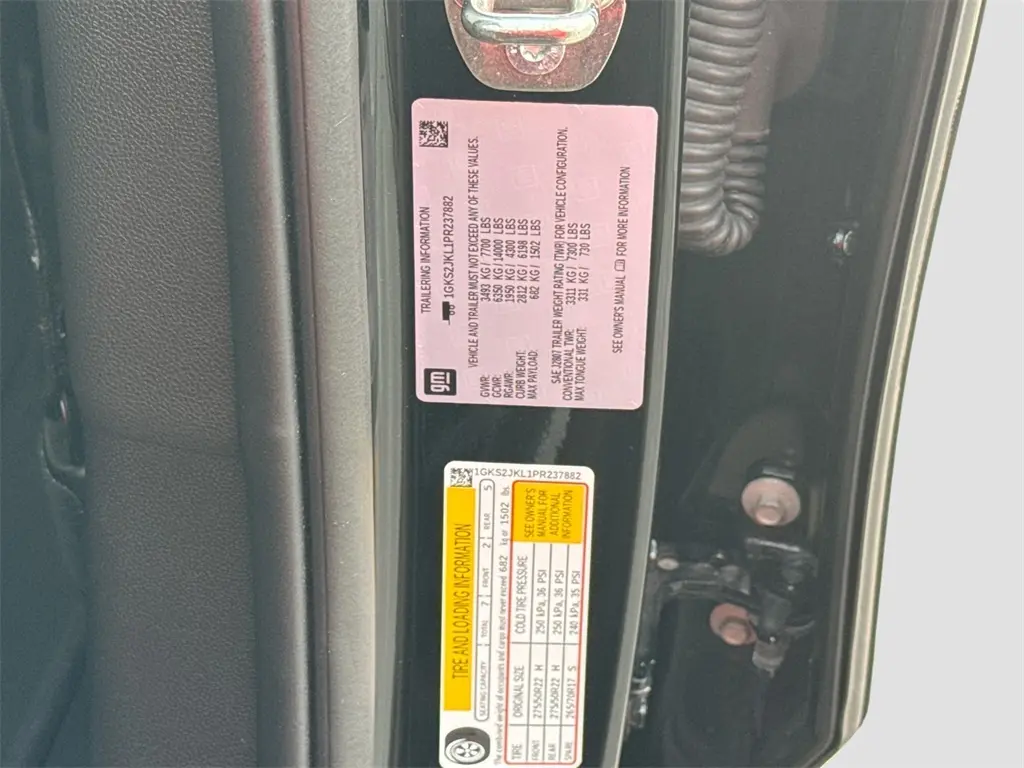 TRAILERING INFORMATION
1GKS2JKL1PR237882
VEHICLE AND TRAILER MUST NOT EXCEED ANY OF THESE VALUES.
GVWR: 3493 KG / 7700 LBS
GCWR: 6350 KG / 14000 LBS
RGAWR: 1950 KG / 4300 LBS
CURB WEIGHT: 2812 KG / 6198 LBS
MAX PAYLOAD: 682 KG / 1502 LBS
SAE J2807 TRAILER WEIGHT RATING (TWR) FOR VEHICLE CONFIGURATION.
CONVENTIONAL TWR: 3311 KG / 7300 LBS
MAX TONGUE WEIGHT: 331 KG / 730 LBS
SEE OWNER'S MANUAL FOR MORE INFORMATION
gm
1GKS2JKL1PR237882
TIRE AND LOADING INFORMATION
SEATING CAPACITY TOTAL 7 FRONT 2 REAR 5
The combined weight of occupants and cargo must never exceed 682 kg or 1502 lbs.
TIRE ORIGINAL SIZE COLD TIRE PRESSURE
FRONT 275/50R22 H 250 kPa, 36 PSI
REAR 275/50R22 H 250 kPa, 36 PSI
SPARE 265/70R17 S 240 kPa, 35 PSI
SEE OWNER'S
MANUAL FOR
ADDITIONAL
INFORMATION